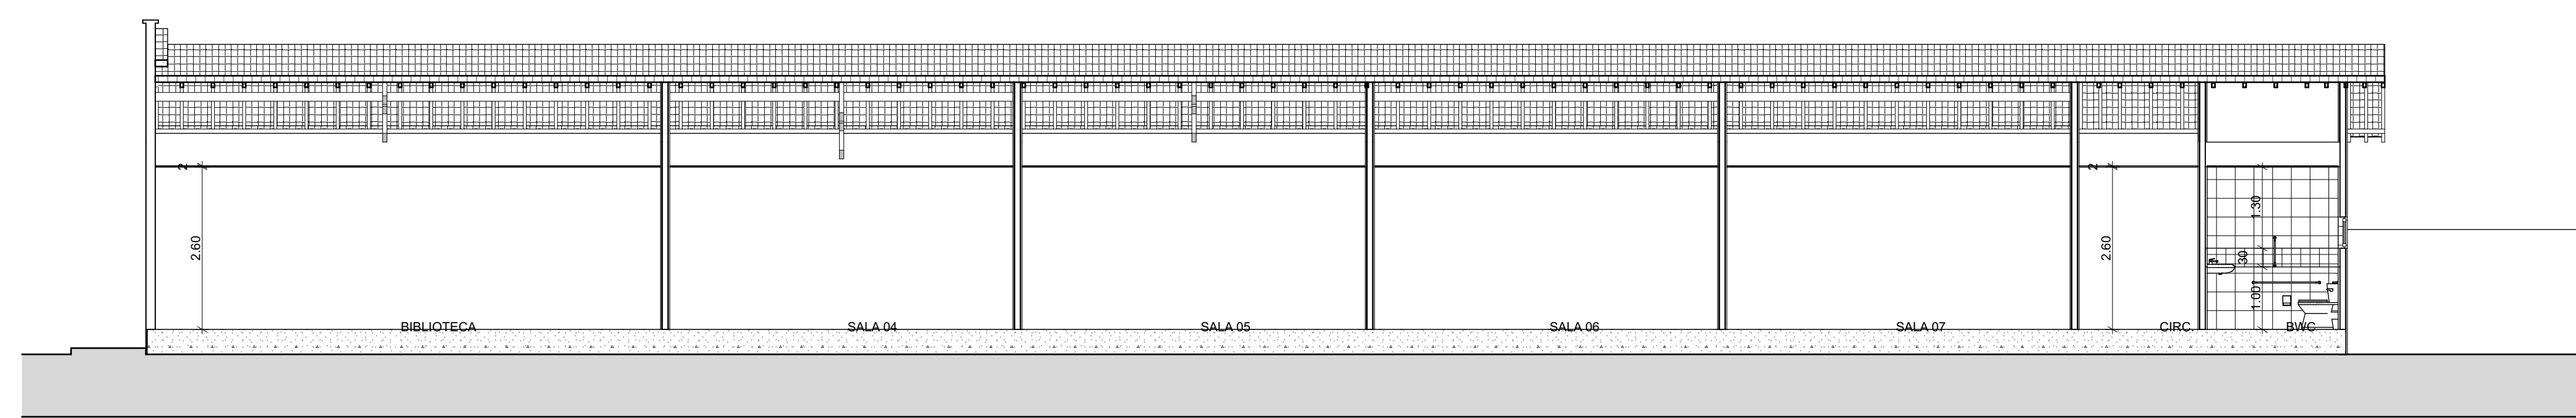 2
2
2.60
2.60
1.30
30
1.00
BIBLIOTECA
SALA 04
SALA 05
SALA 06
SALA 07
CIRC.
BWC